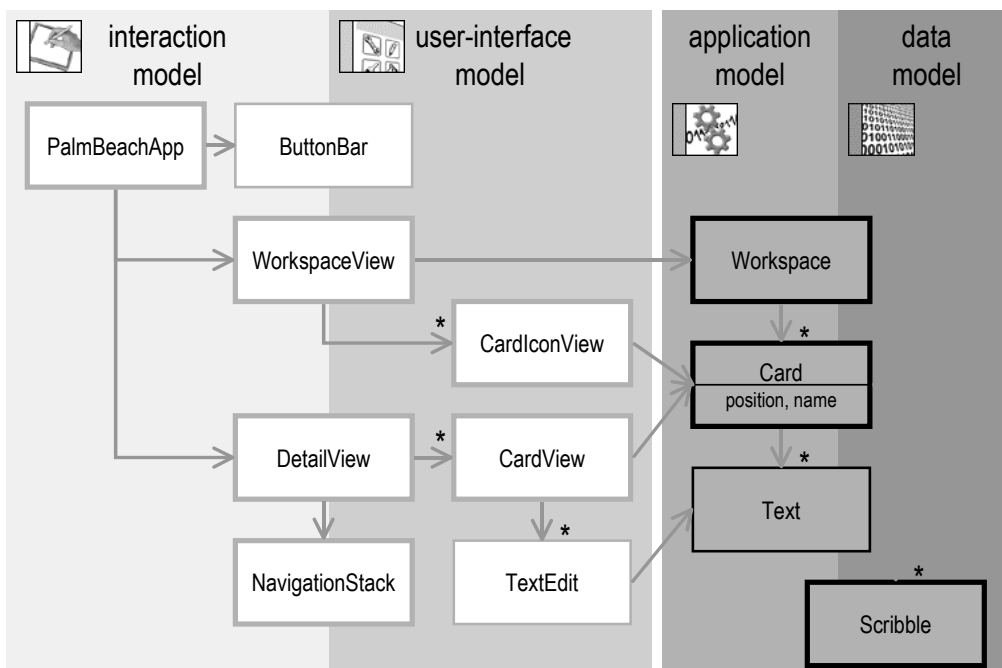 interaction
model
user-interface
model
application
model
data
model
PalmBeachApp
ButtonBar
WorkspaceView
Workspace
*
*
CardIconView
Card
position, name
DetailView
*
CardView
*
Text
*
NavigationStack
TextEdit
*
Scribble